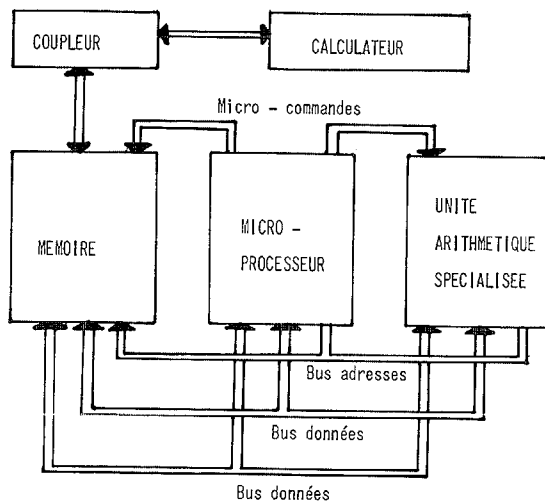 COUPLEUR
CALCULATEUR
Micro - commandes
MEMOIRE
MICRO -
PROCESSEUR
UNITE
ARITHMETIQUE
SPECIALISEE
Bus adresses
Bus données
Bus données